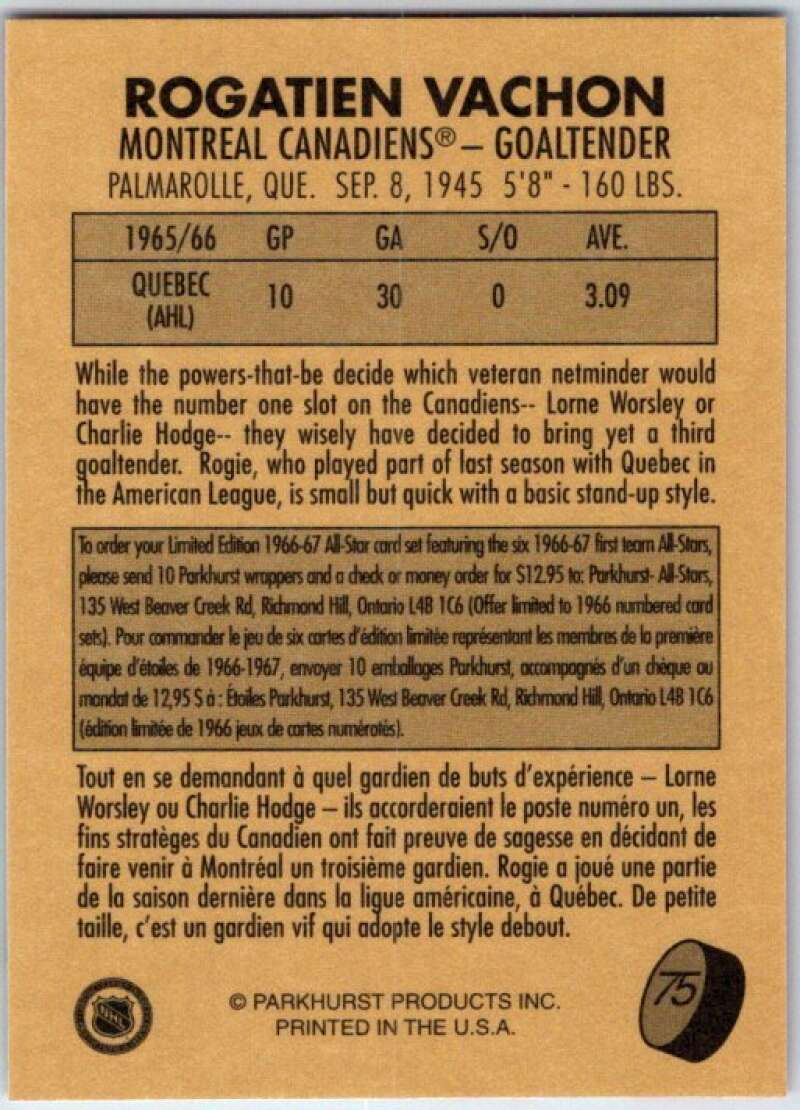 ROGATIEN VACHON
MONTREAL CANADIENS® – GOALTENDER
PALMAROLLE, QUE. SEP. 8, 1945 5'8" - 160 LBS.
1965/66 GP GA S/O AVE.
QUEBEC (AHL) 10 30 0 3.09
While the powers-that-be decide which veteran netminder would
have the number one slot on the Canadiens-- Lorne Worsley or
Charlie Hodge-- they wisely have decided to bring yet a third
goaltender. Rogie, who played part of last season with Quebec in
the American League, is small but quick with a basic stand-up style.
To order your Limited Edition 1966-67 All-Star card set featuring the six 1966-67 first team All-Stars,
please send 10 Parkhurst wrappers and a check or money order for $12.95 to: Parkhurst- All-Stars,
135 West Beaver Creek Rd, Richmond Hill, Ontario L4B 1C6 (Offer limited to 1966 numbered card
sets). Pour commander le jeu de six cartes d'édition limitée représentant les membres de la première
équipe d'étoiles de 1966-1967, envoyer 10 emballages Parkhurst, accompagnés d'un chèque ou
mandat de 12,95 $ à : Étoiles Parkhurst, 135 West Beaver Creek Rd, Richmond Hill, Ontario L4B 1C6
(édition limitée de 1966 jeux de cartes numérotés).
Tout en se demandant à quel gardien de buts d'expérience – Lorne
Worsley ou Charlie Hodge – ils accorderaient le poste numéro un, les
fins stratèges du Canadien ont fait preuve de sagesse en décidant de
faire venir à Montréal un troisième gardien. Rogie a joué une partie
de la saison dernière dans la ligue américaine, à Québec. De petite
taille, c'est un gardien vif qui adopte le style debout.
75
NHL
© PARKHURST PRODUCTS INC.
PRINTED IN THE U.S.A.